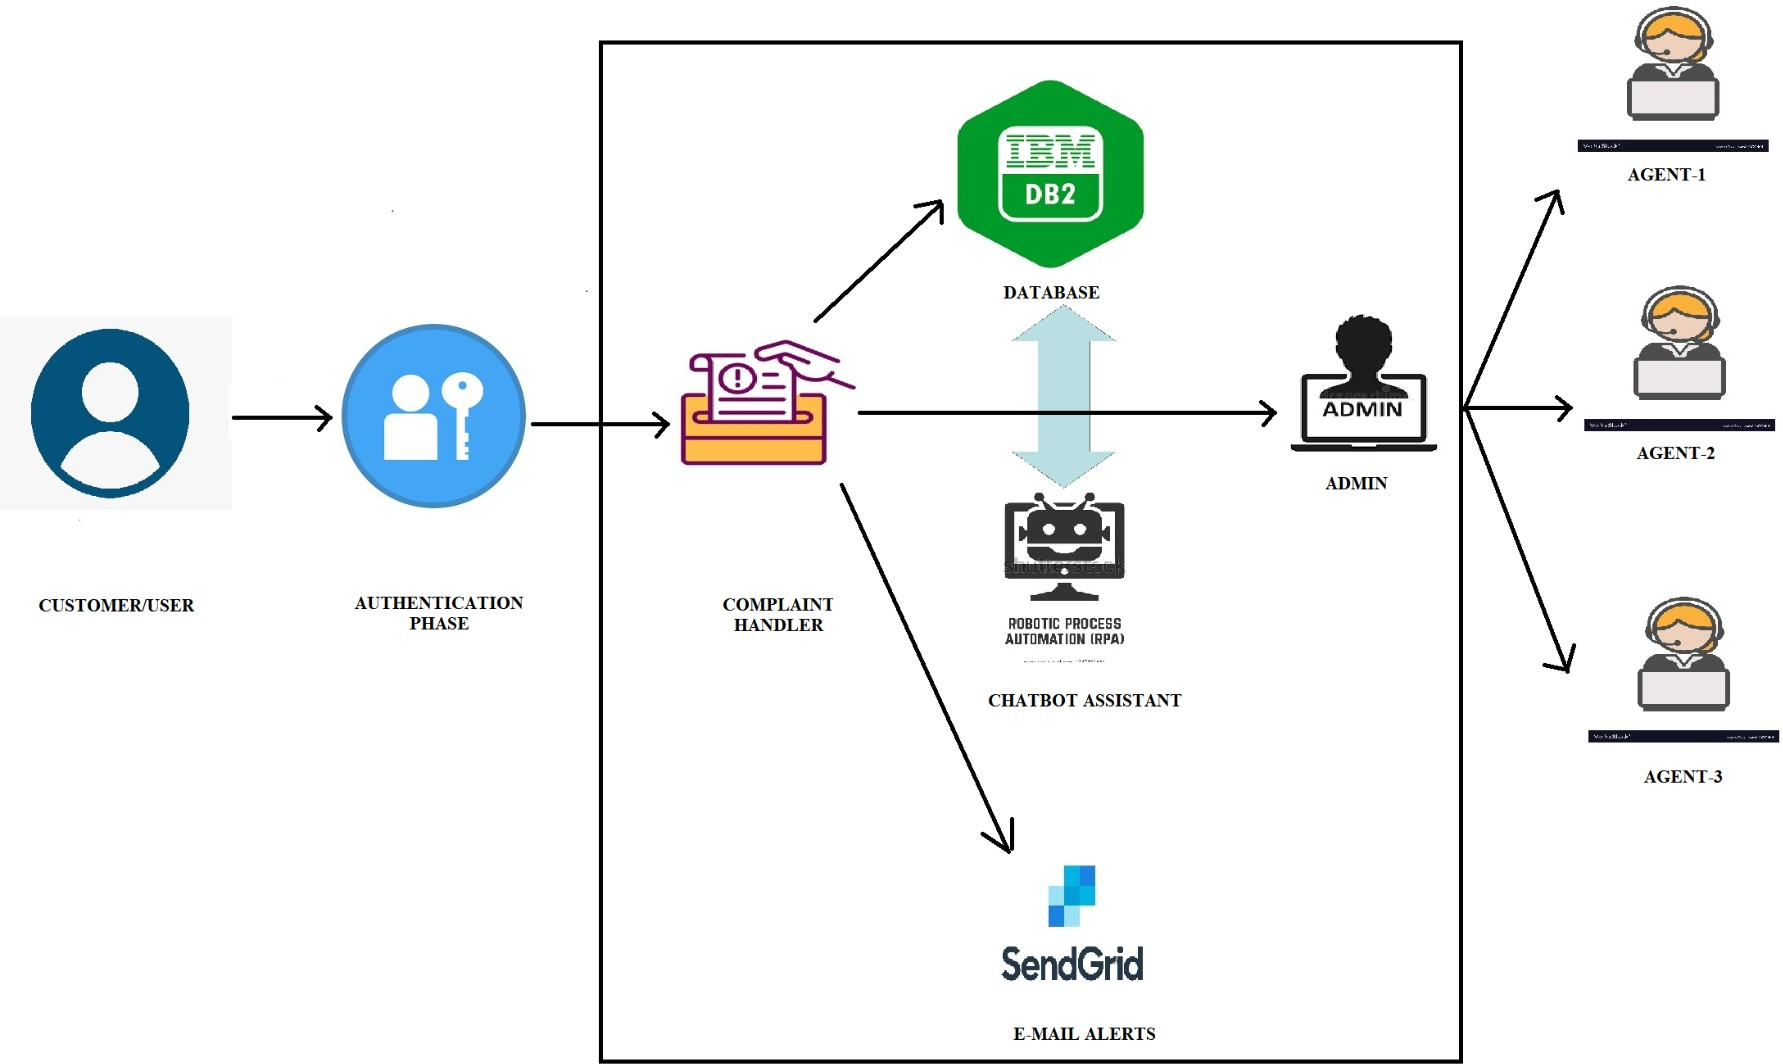 IBM
DB2
DATABASE
AGENT-1
AGENT-2
ADMIN
ADMIN
shutterstock
ROBOTIC PROCESS
AUTOMATION (RPA)
CHATBOT ASSISTANT
CUSTOMER/USER
AUTHENTICATION
PHASE
COMPLAINT
HANDLER
AGENT-3
SendGrid
E-MAIL ALERTS